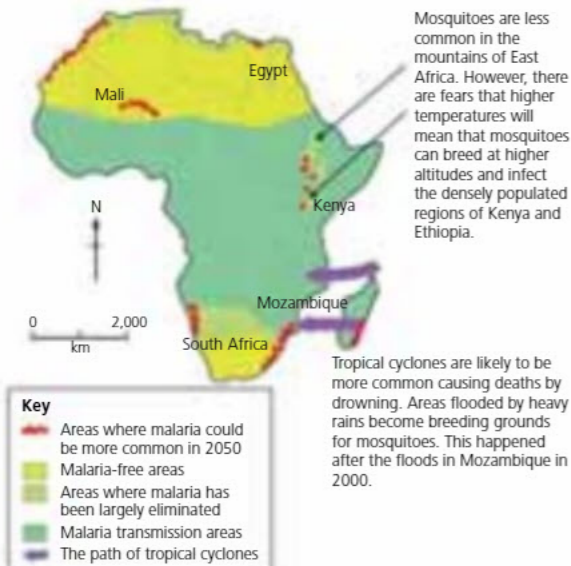 Mosquitoes are less
common in the
mountains of East
Africa. However, there
are fears that higher
temperatures will
mean that mosquitoes
can breed at higher
altitudes and infect
the densely populated
regions of Kenya and
Ethiopia.
Egypt
Mali
N
Kenya
Mozambique
0 2,000
km
South Africa
Tropical cyclones are likely to be
more common causing deaths by
drowning. Areas flooded by heavy
rains become breeding grounds
for mosquitoes. This happened
after the floods in Mozambique in
2000.
Key
Areas where malaria could
be more common in 2050
Malaria-free areas
Areas where malaria has
been largely eliminated
Malaria transmission areas
The path of tropical cyclones